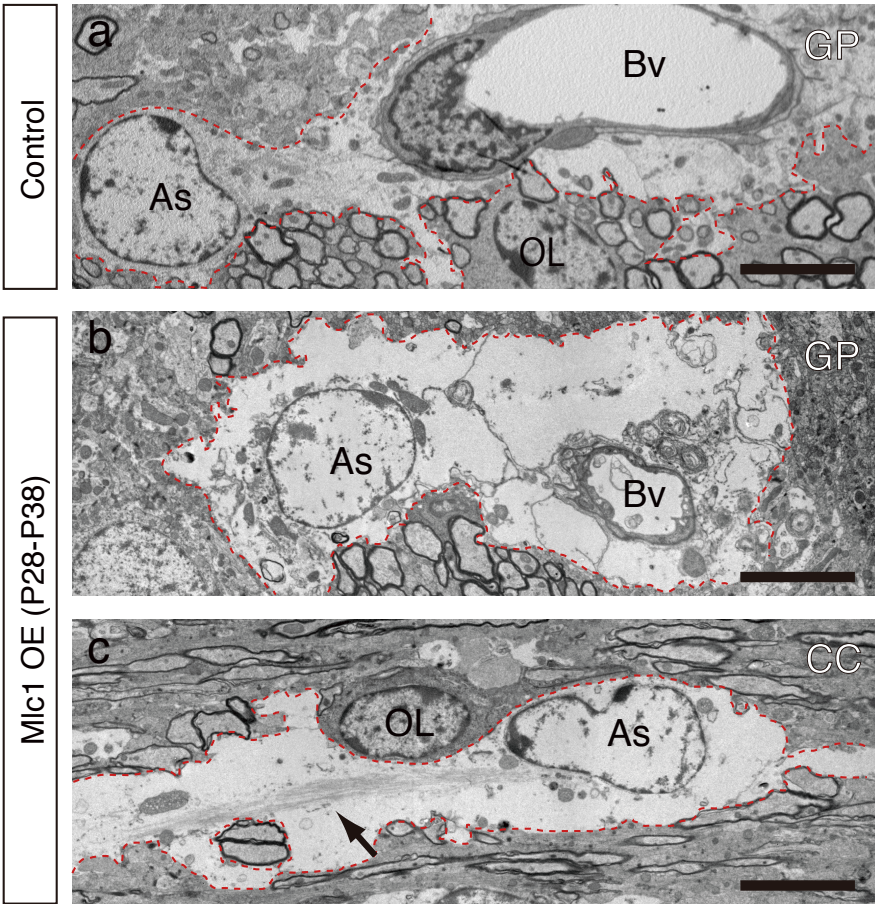 Control
a
GP
Bv
As
OL
Mlc1 OE (P28-P38)
b
GP
As
Bv
c
CC
OL
As